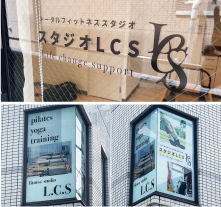 トータルフィットネススタジオ
スタジオLCS
Life change support
LCS
pilates
yoga
training
fitness studio
L.C.S
スタジオLCS